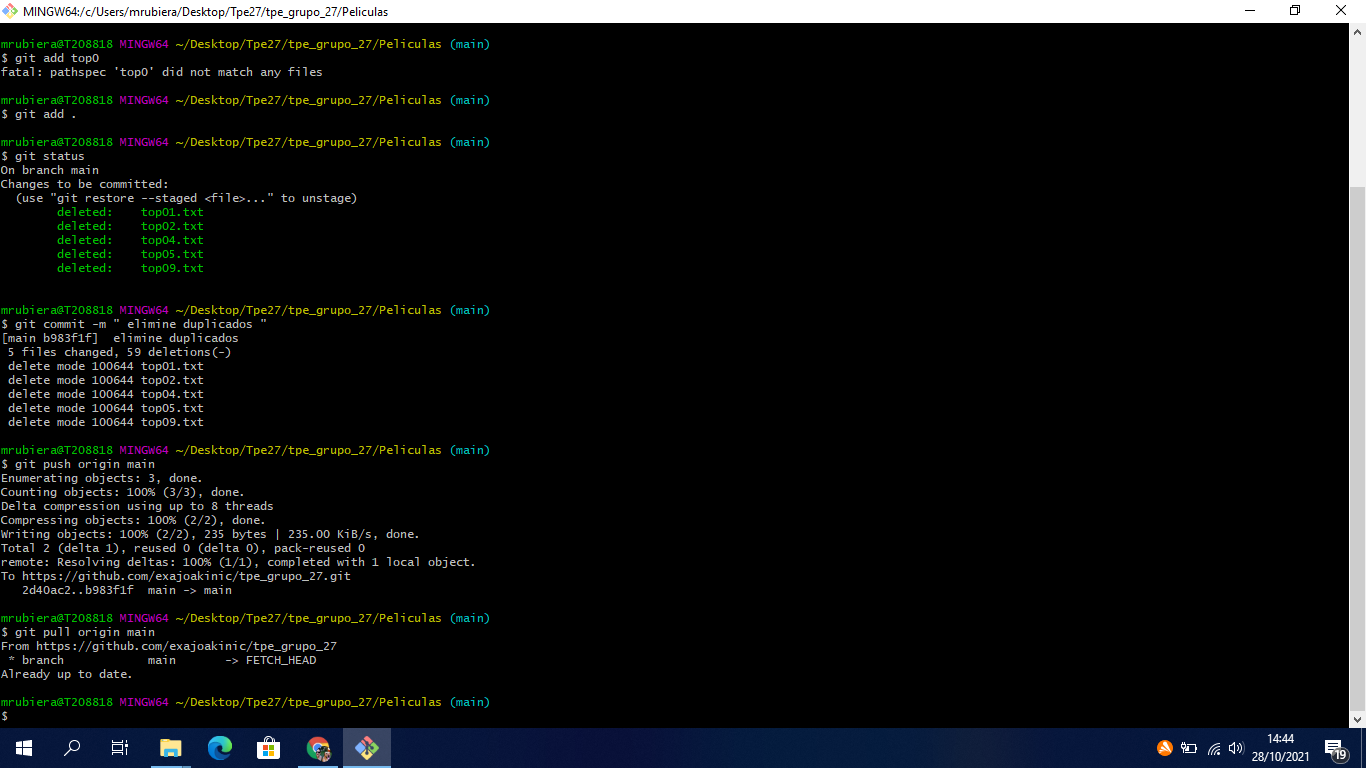 MINGW64:/c/Users/mrubiera/Desktop/Tpe27/tpe_grupo_27/Peliculas
mrubiera@T208818 MINGW64 ~/Desktop/Tpe27/tpe_grupo_27/Peliculas (main)
$ git add top0
fatal: pathspec 'top0' did not match any files
mrubiera@T208818 MINGW64 ~/Desktop/Tpe27/tpe_grupo_27/Peliculas (main)
$ git add .
mrubiera@T208818 MINGW64 ~/Desktop/Tpe27/tpe_grupo_27/Peliculas (main)
$ git status
On branch main
Changes to be committed:
  (use "git restore --staged <file>..." to unstage)
        deleted:    top01.txt
        deleted:    top02.txt
        deleted:    top04.txt
        deleted:    top05.txt
        deleted:    top09.txt
mrubiera@T208818 MINGW64 ~/Desktop/Tpe27/tpe_grupo_27/Peliculas (main)
$ git commit -m " elimine duplicados "
[main b983f1f]  elimine duplicados
 5 files changed, 59 deletions(-)
 delete mode 100644 top01.txt
 delete mode 100644 top02.txt
 delete mode 100644 top04.txt
 delete mode 100644 top05.txt
 delete mode 100644 top09.txt
mrubiera@T208818 MINGW64 ~/Desktop/Tpe27/tpe_grupo_27/Peliculas (main)
$ git push origin main
Enumerating objects: 3, done.
Counting objects: 100% (3/3), done.
Delta compression using up to 8 threads
Compressing objects: 100% (2/2), done.
Writing objects: 100% (2/2), 235 bytes | 235.00 KiB/s, done.
Total 2 (delta 1), reused 0 (delta 0), pack-reused 0
remote: Resolving deltas: 100% (1/1), completed with 1 local object.
To https://github.com/exajoakinic/tpe_grupo_27.git
   2d40ac2..b983f1f  main -> main
mrubiera@T208818 MINGW64 ~/Desktop/Tpe27/tpe_grupo_27/Peliculas (main)
$ git pull origin main
From https://github.com/exajoakinic/tpe_grupo_27
 * branch            main       -> FETCH_HEAD
Already up to date.
mrubiera@T208818 MINGW64 ~/Desktop/Tpe27/tpe_grupo_27/Peliculas (main)
$
14:44
28/10/2021
19